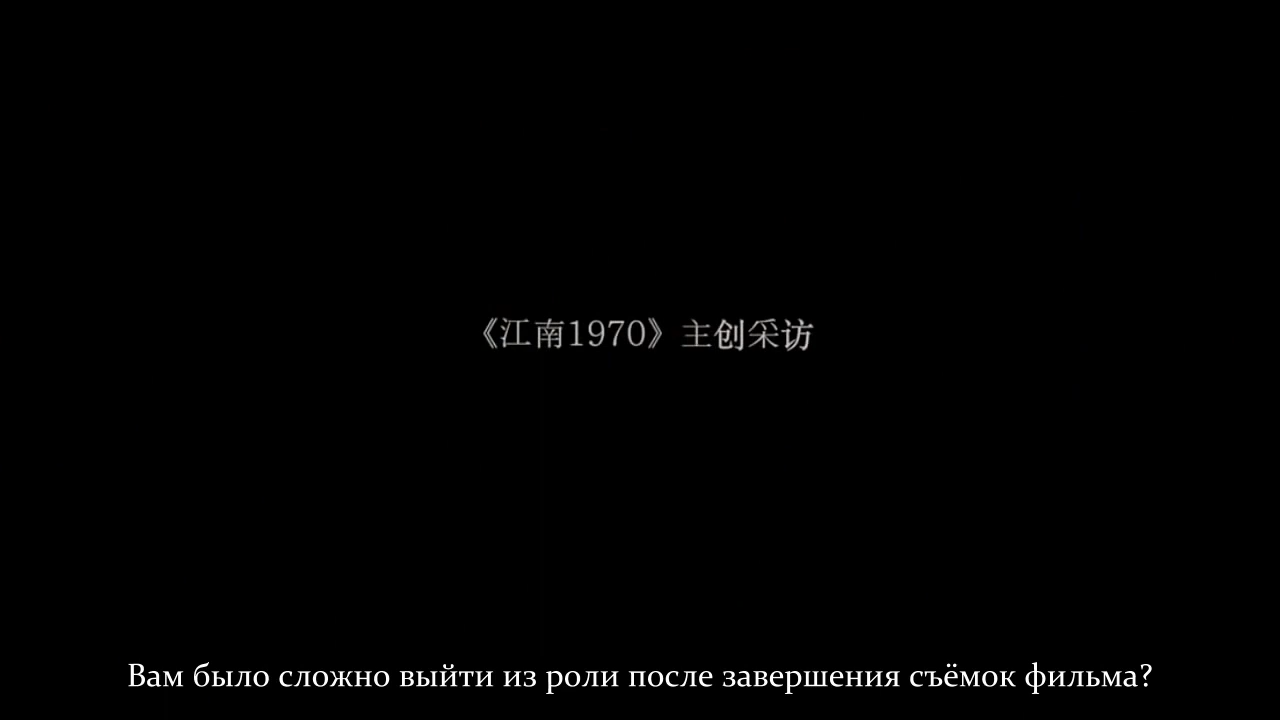 《江南1970》主创采访
Вам было сложно выйти из роли после завершения съёмок фильма?